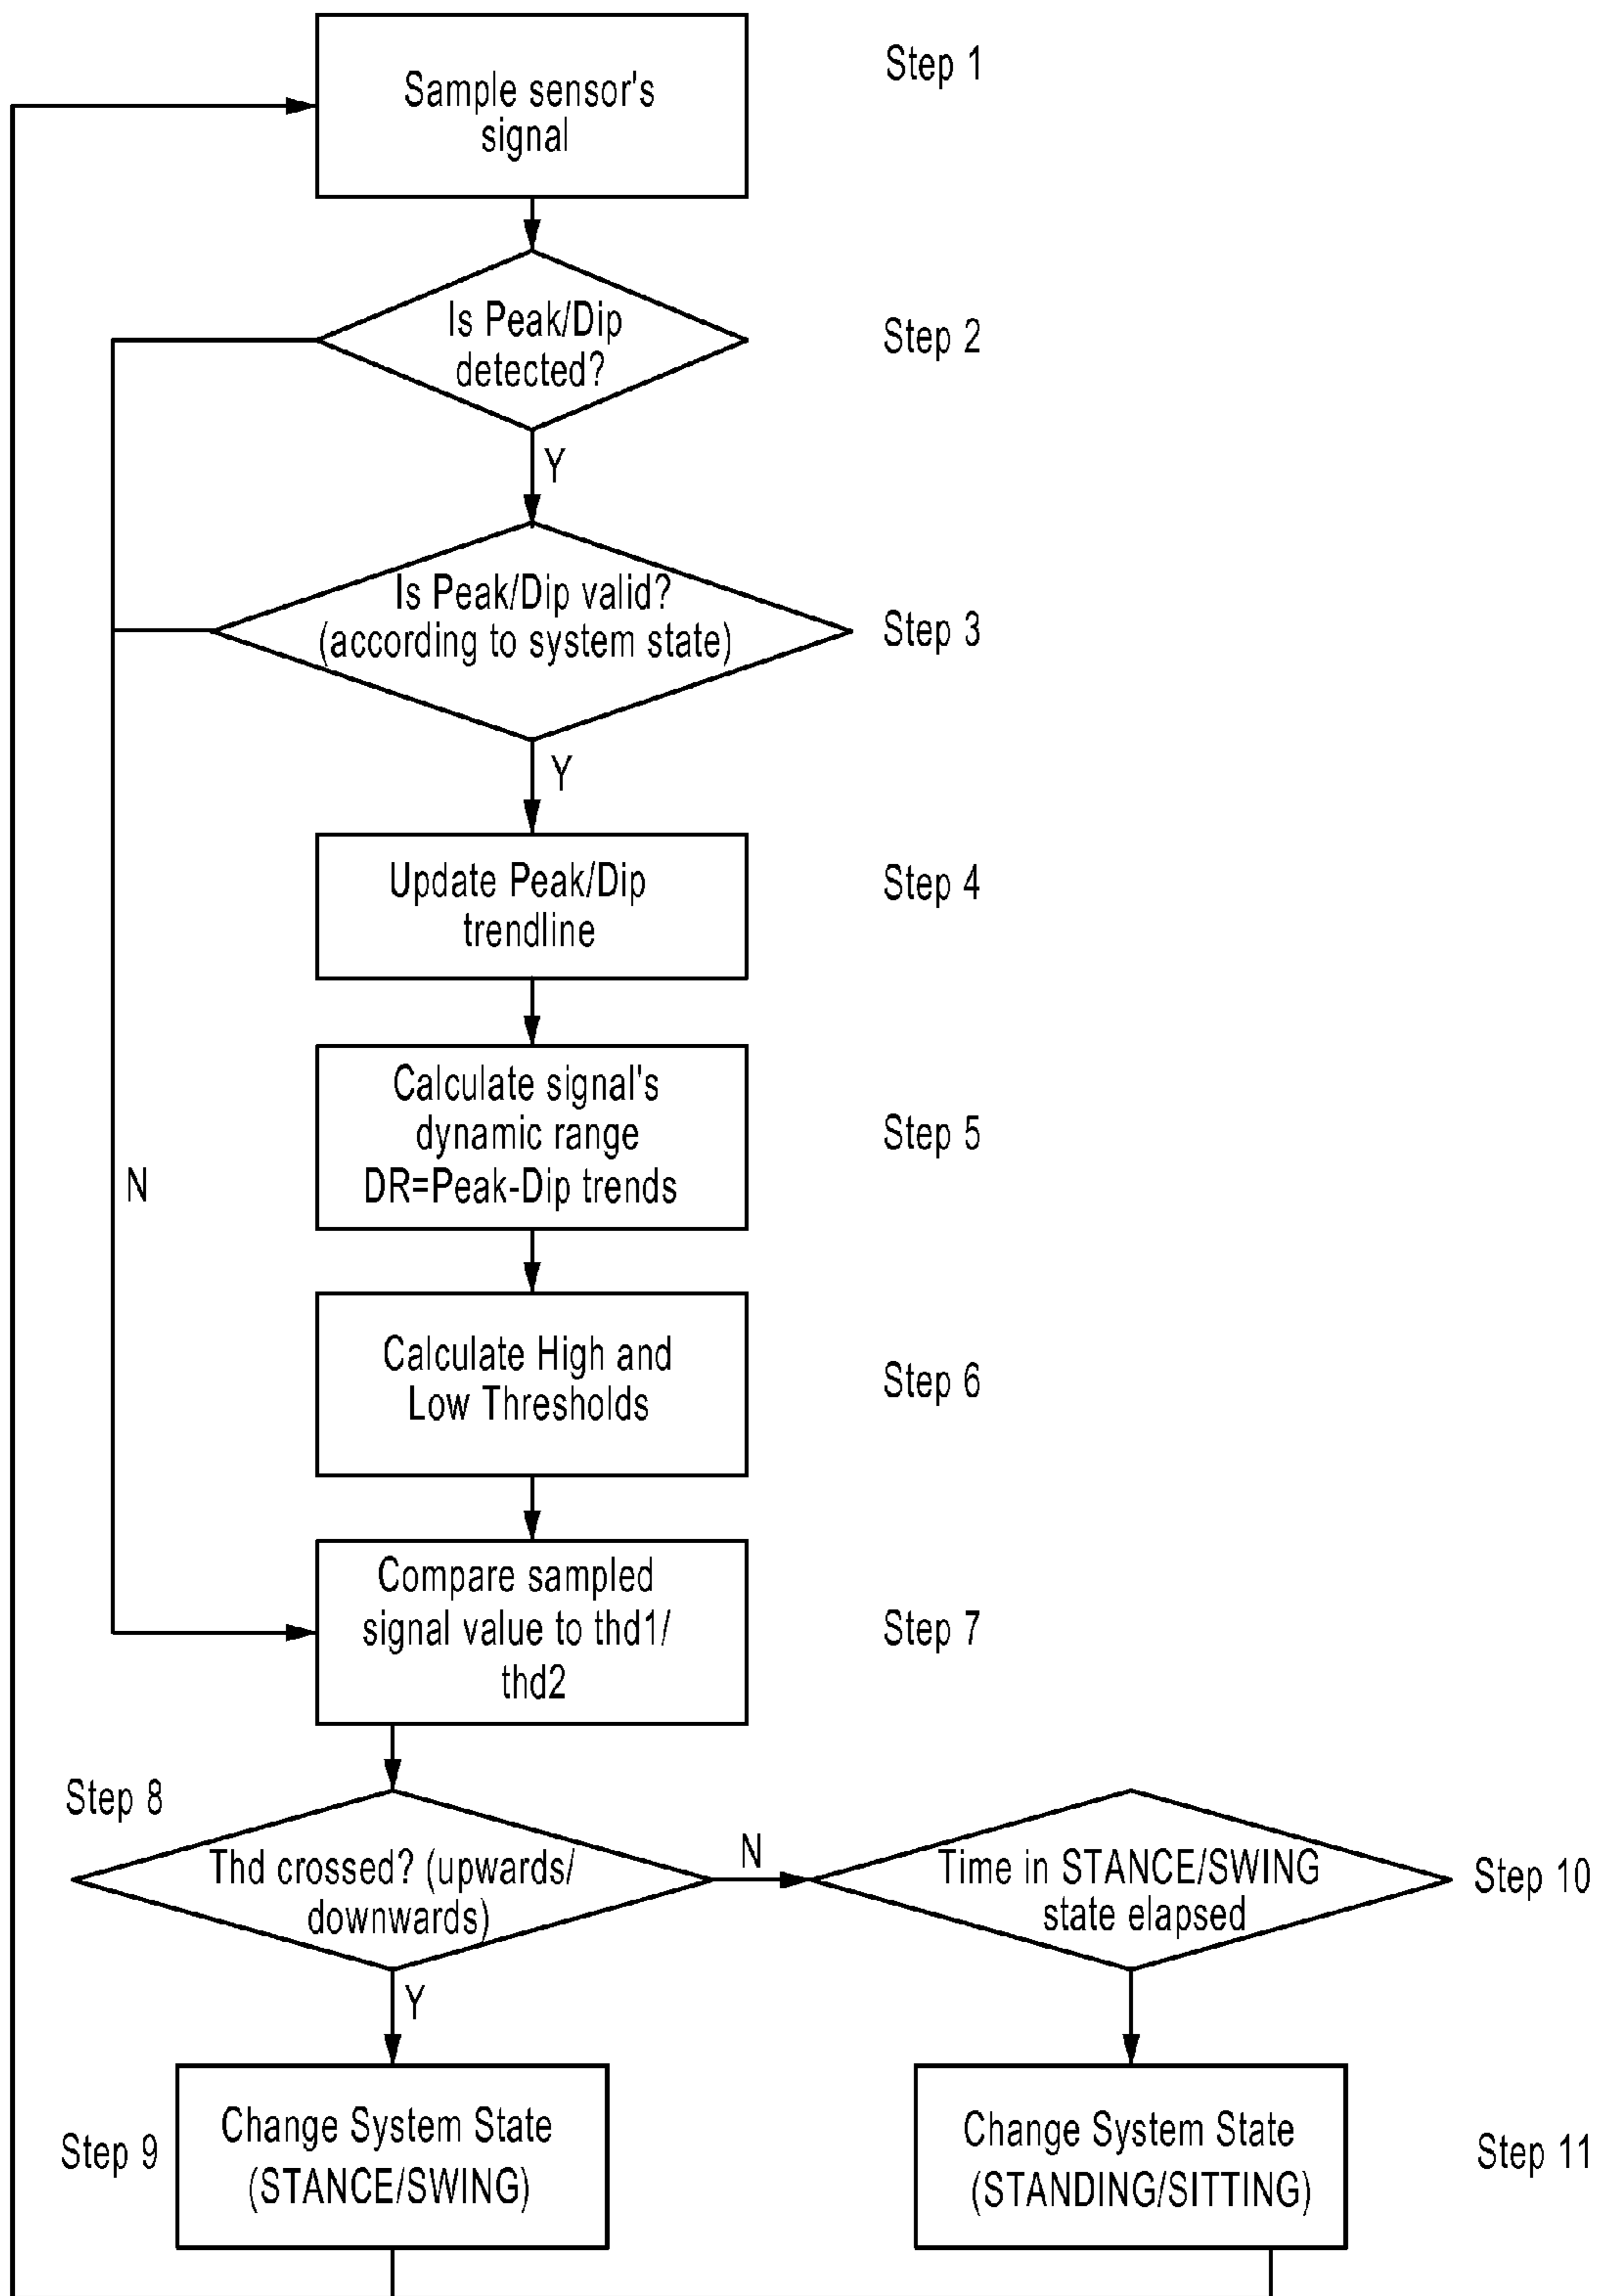 Sample sensor's
signal
Step 1
Is Peak/Dip
detected?
Step 2
Y
Is Peak/Dip valid?
(according to system state)
Step 3
Y
Update Peak/Dip
trendline
Step 4
Calculate signal's
dynamic range
DR=Peak-Dip trends
Step 5
N
Calculate High and
Low Thresholds
Step 6
Compare sampled
signal value to thd1/
thd2
Step 7
Step 8
Thd crossed? (upwards/
downwards)
N
Time in STANCE/SWING
state elapsed
Step 10
Y
Step 9
Change System State
(STANCE/SWING)
Change System State
(STANDING/SITTING)
Step 11